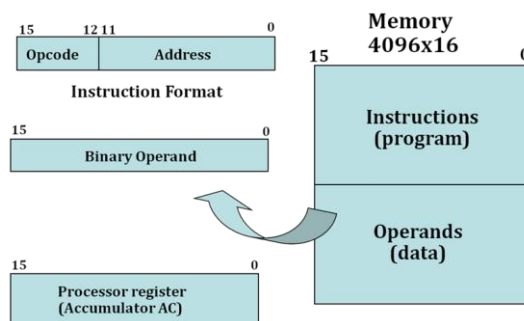 15 12 11 0
Opcode Address
Instruction Format
15 0
Binary Operand
15 0
Processor register
(Accumulator AC)
Memory
4096x16
15
Instructions
(program)
Operands
(data)